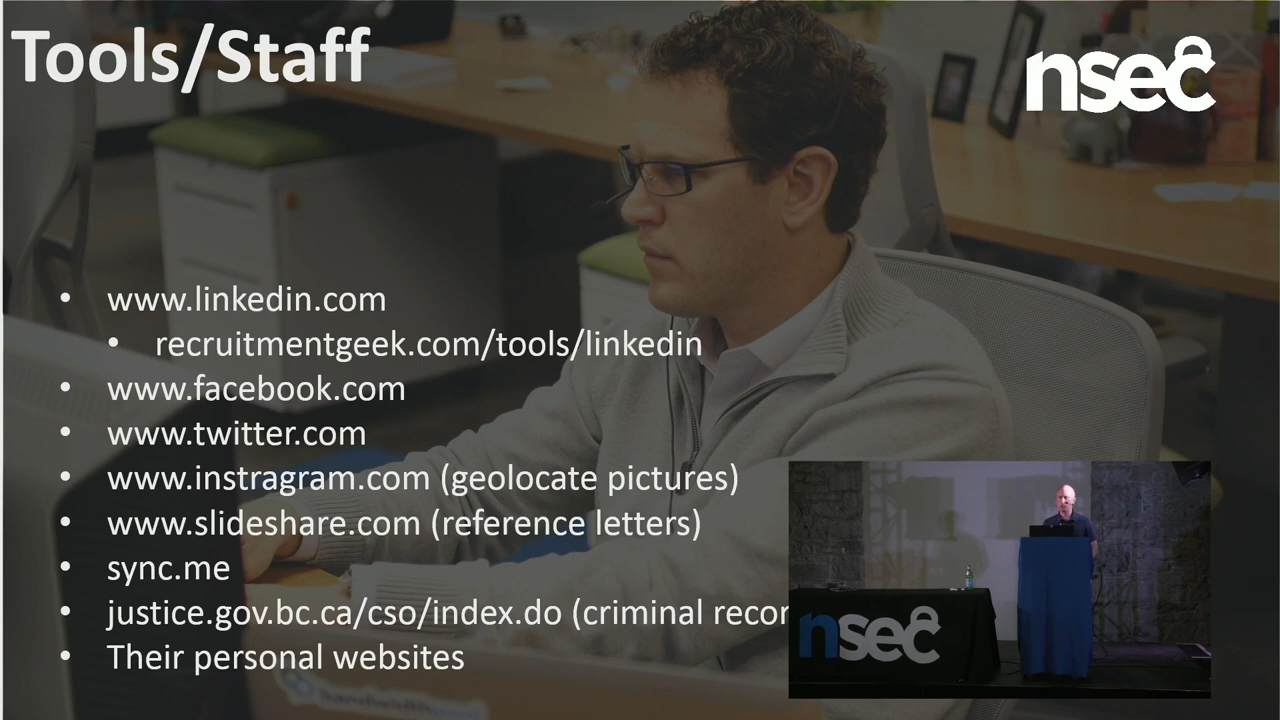 Tools/Staff
nsec
• www.linkedin.com
• recruitmentgeek.com/tools/linkedin
• www.facebook.com
• www.twitter.com
• www.instragram.com (geolocate pictures)
• www.slideshare.com (reference letters)
• sync.me
• justice.gov.bc.ca/cso/index.do (criminal recor
• Their personal websites
nsec